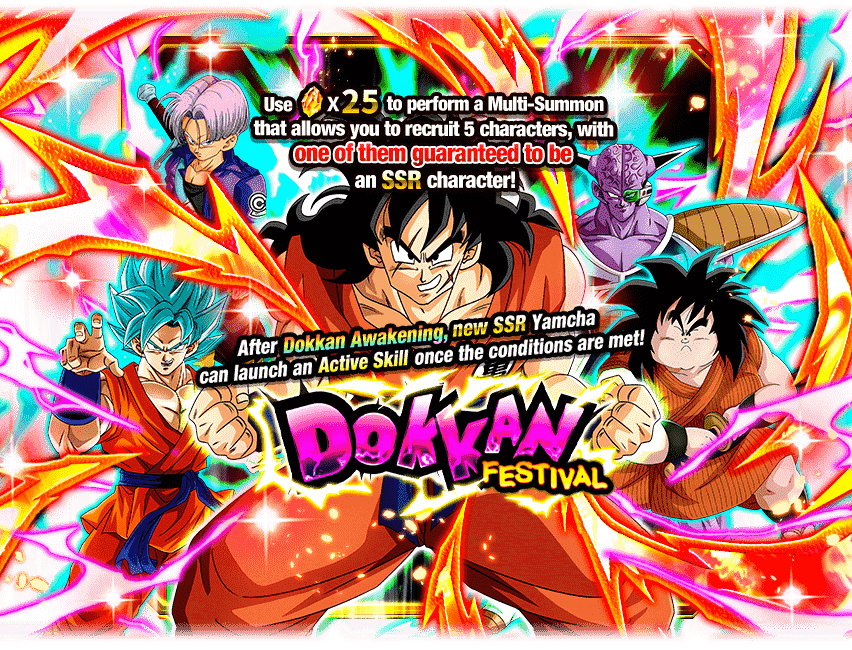 Use x25 to perform a Multi-Summon
that allows you to recruit 5 characters, with
one of them guaranteed to be
an SSR character!
After Dokkan Awakening, new SSR Yamcha
can launch an Active Skill once the conditions are met!
DOKKAN
FESTIVAL